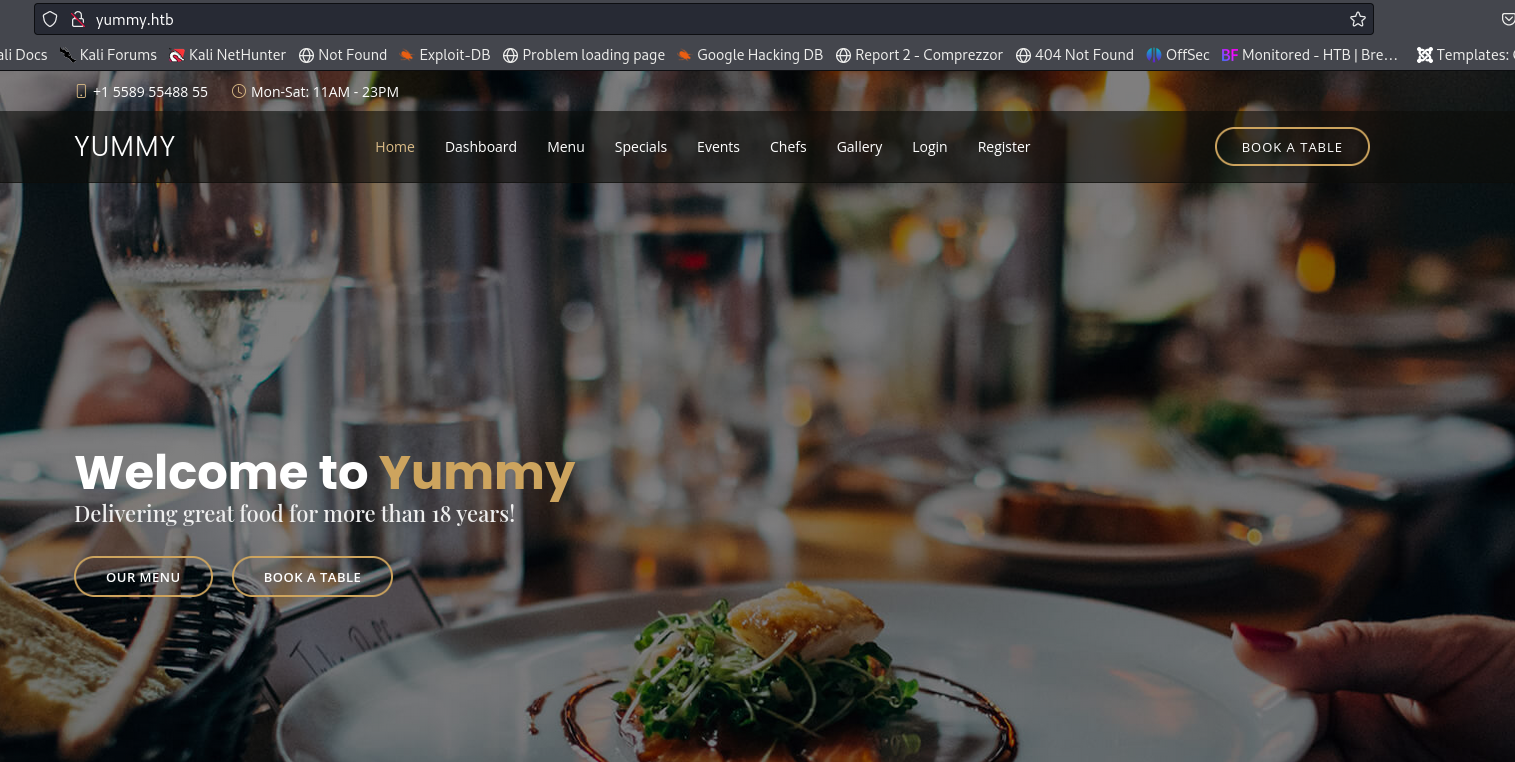 yummy.htb
ali Docs Kali Forums Kali NetHunter Not Found Exploit-DB Problem loading page Google Hacking DB Report 2 - Comprezzor 404 Not Found OffSec BF Monitored - HTB | Bre… Templates:
+1 5589 55488 55 Mon-Sat: 11AM - 23PM
YUMMY Home Dashboard Menu Specials Events Chefs Gallery Login Register BOOK A TABLE
Welcome to Yummy
Delivering great food for more than 18 years!
OUR MENU BOOK A TABLE